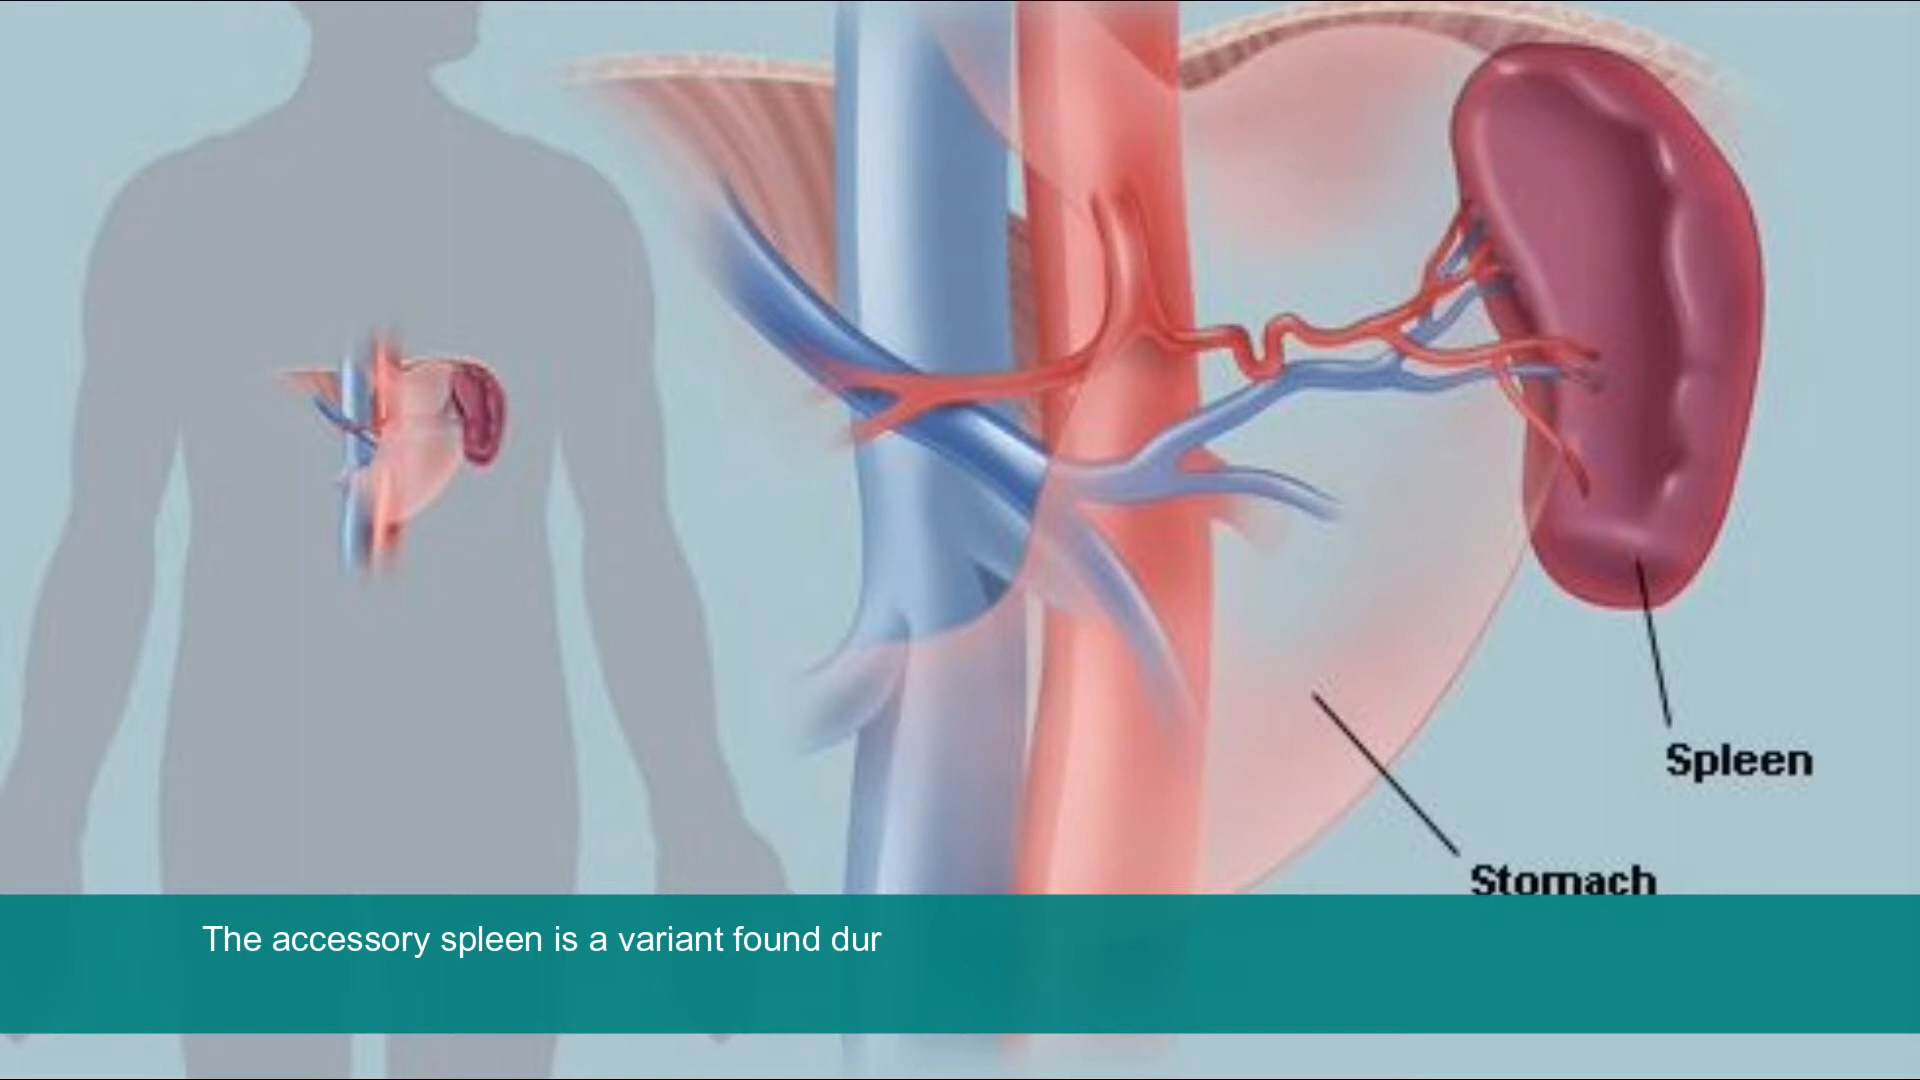 Spleen
Stomach
The accessory spleen is a variant found dur